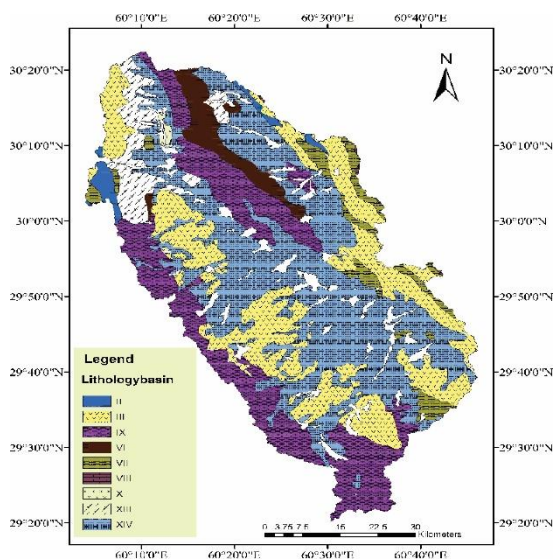 60°10'0"E 60°20'0"E 60°30'0"E 60°40'0"E
N
30°20'0"N 30°20'0"N
30°10'0"N 30°10'0"N
30°0'0"N 30°0'0"N
29°50'0"N 29°50'0"N
29°40'0"N 29°40'0"N
29°30'0"N 29°30'0"N
29°20'0"N 29°20'0"N
Legend
Lithologybasin
II
III
IX
VI
VII
VIII
X
XIII
XIV
0 3.75 7.5 15 22.5 30
Kilometers
60°10'0"E 60°20'0"E 60°30'0"E 60°40'0"E